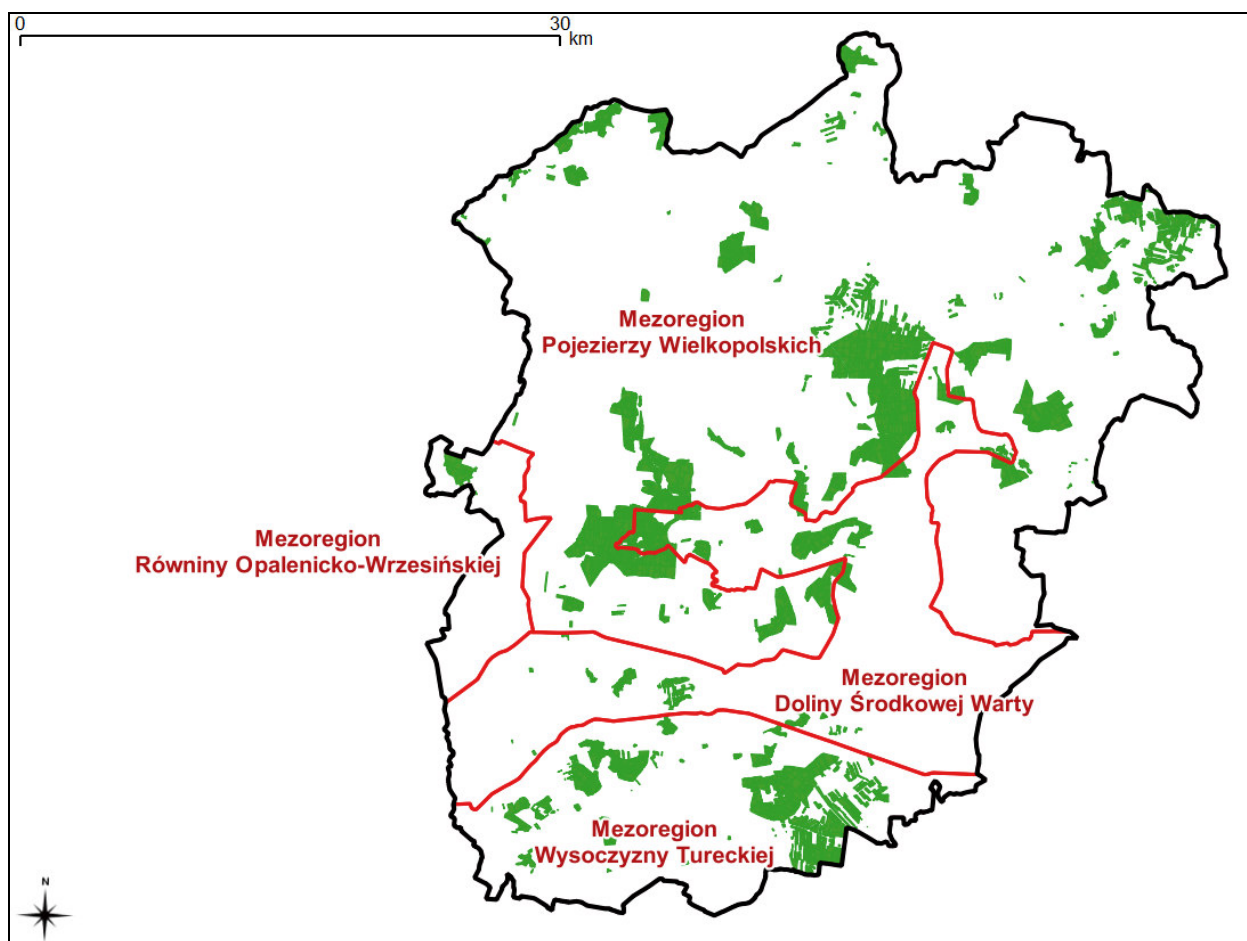 0 30
km
Mezoregion
Pojezierzy Wielkopolskich
Mezoregion
Równiny Opalenicko-Wrzesińskiej
Mezoregion
Doliny Środkowej Warty
Mezoregion
Wysoczyzny Tureckiej
N